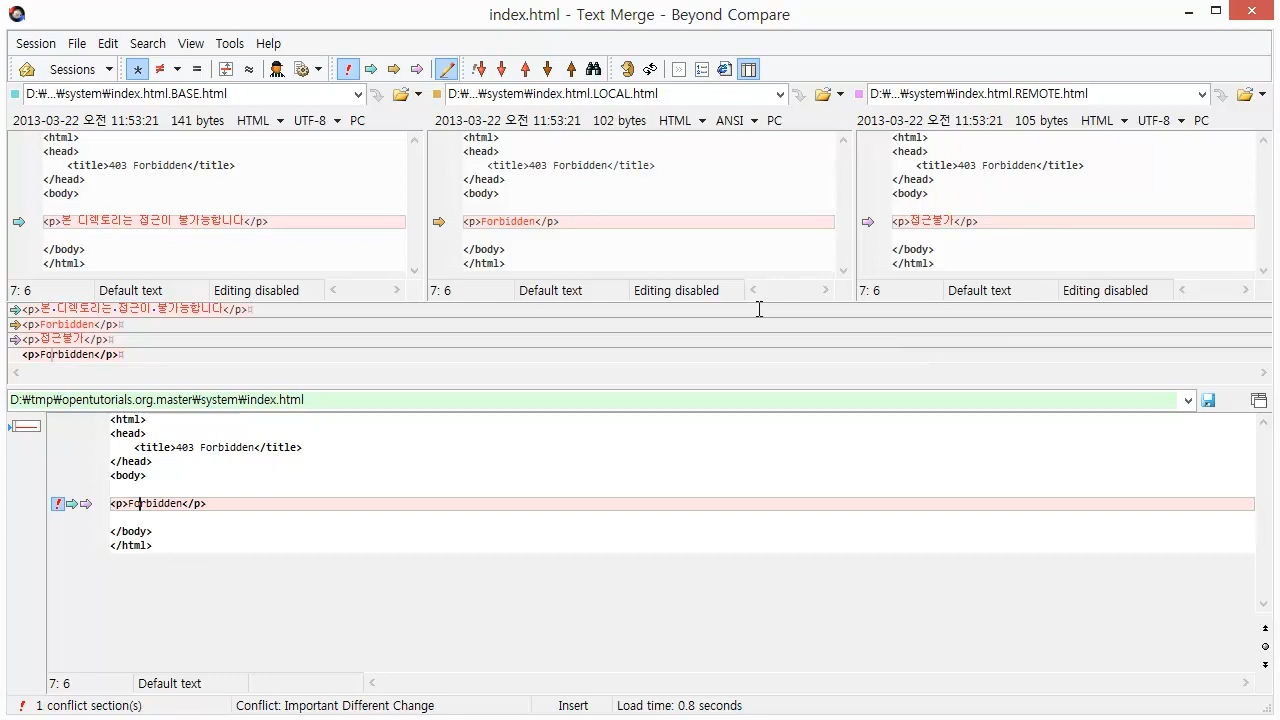 index.html - Text Merge - Beyond Compare
Session File Edit Search View Tools Help
Sessions
D:₩...₩system₩index.html.BASE.html
D:₩...₩system₩index.html.LOCAL.html
D:₩...₩system₩index.html.REMOTE.html
2013-03-22 오전 11:53:21 141 bytes HTML UTF-8 PC
2013-03-22 오전 11:53:21 102 bytes HTML ANSI PC
2013-03-22 오전 11:53:21 105 bytes HTML UTF-8 PC
<html>
<head>
<title>403 Forbidden</title>
</head>
<body>
<p>본 디렉토리는 접근이 불가능합니다</p>
</body>
</html>
<html>
<head>
<title>403 Forbidden</title>
</head>
<body>
<p>Forbidden</p>
</body>
</html>
<html>
<head>
<title>403 Forbidden</title>
</head>
<body>
<p>접근불가</p>
</body>
</html>
7: 6 Default text Editing disabled
7: 6 Default text Editing disabled
7: 6 Default text Editing disabled
<p>본·디렉토리는·접근이·불가능합니다</p>¤
<p>Forbidden</p>¤
<p>접근불가</p>¤
<p>Forbidden</p>¤
D:₩tmp₩opentutorials.org.master₩system₩index.html
<html>
<head>
<title>403 Forbidden</title>
</head>
<body>
<p>Forbidden</p>
</body>
</html>
7: 6 Default text
1 conflict section(s) Conflict: Important Different Change Insert Load time: 0.8 seconds